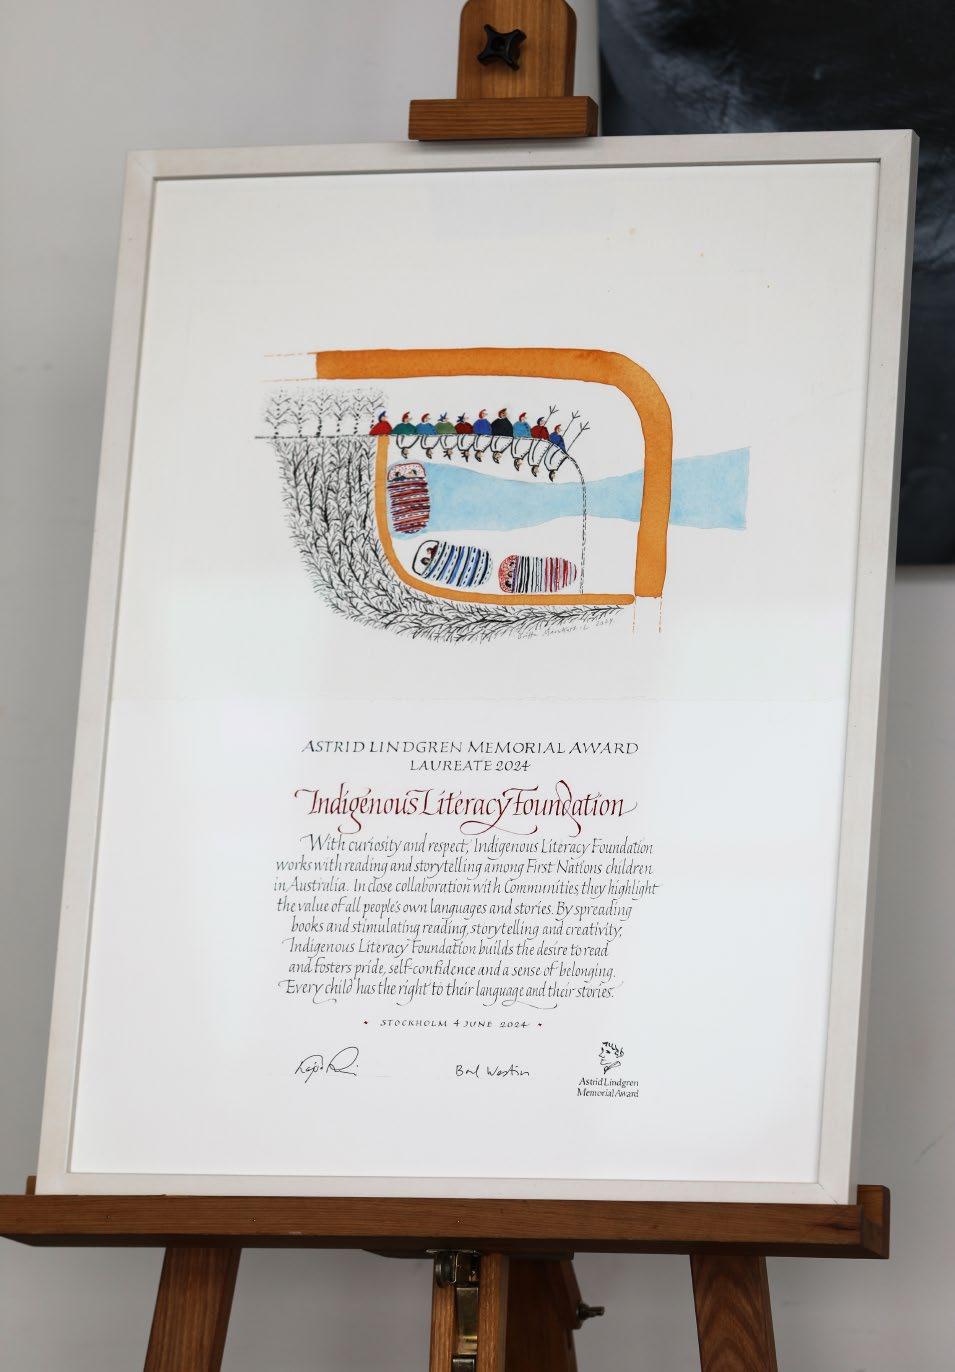 ASTRID LINDGREN MEMORIAL AWARD
LAUREATE 2024
Indigenous Literacy Foundation
With curiosity and respect, Indigenous Literacy Foundation
works with reading and storytelling among First Nations children
in Australia. In close collaboration with Communities they highlight
the value of all people's own languages and stories. By spreading
books and stimulating reading, storytelling and creativity,
Indigenous Literacy Foundation builds the desire to read
and fosters pride, self-confidence and a sense of belonging.
Every child has the right to their language and their stories.
• STOCKHOLM 4 JUNE 2024 •
Boel Westin
Astrid Lindgren
Memorial Award